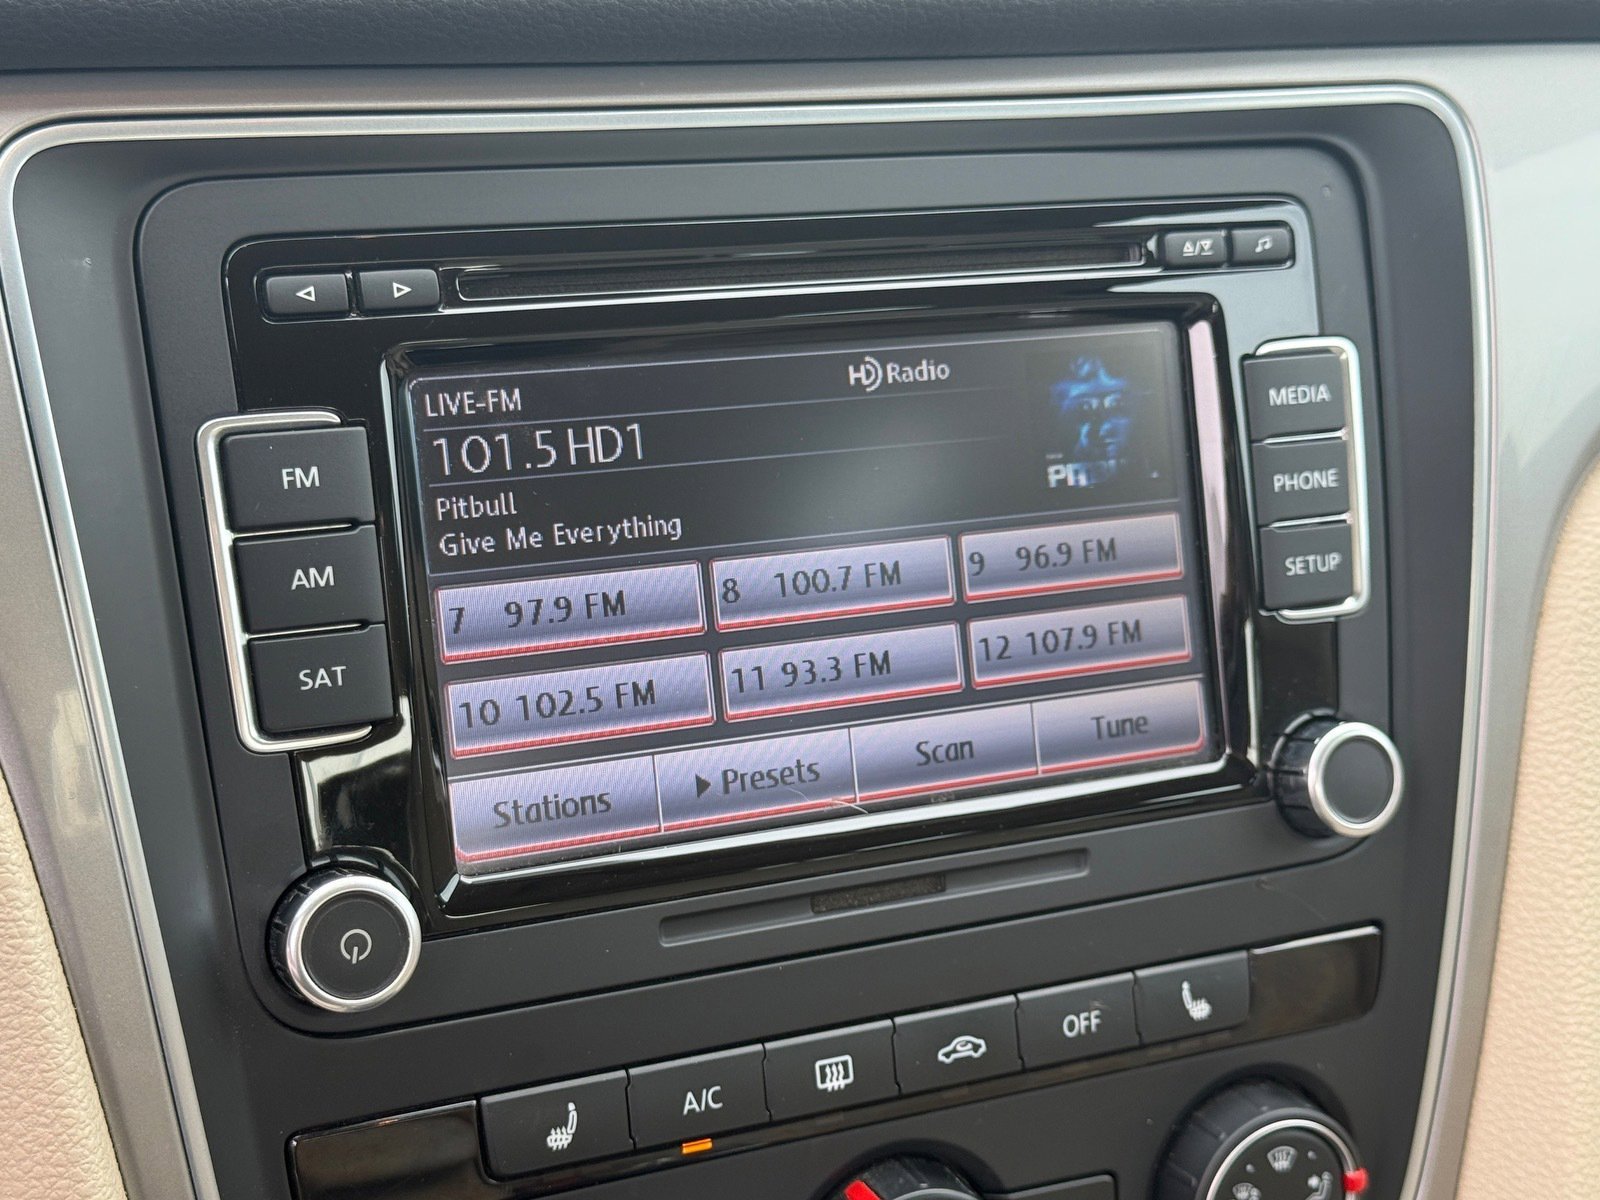 LIVE-FM
HD Radio
101.5 HD1
Pitbull
Give Me Everything
7 97.9 FM
8 100.7 FM
9 96.9 FM
10 102.5 FM
11 93.3 FM
12 107.9 FM
Stations
Presets
Scan
Tune
FM
AM
SAT
MEDIA
PHONE
SETUP
A/C
OFF